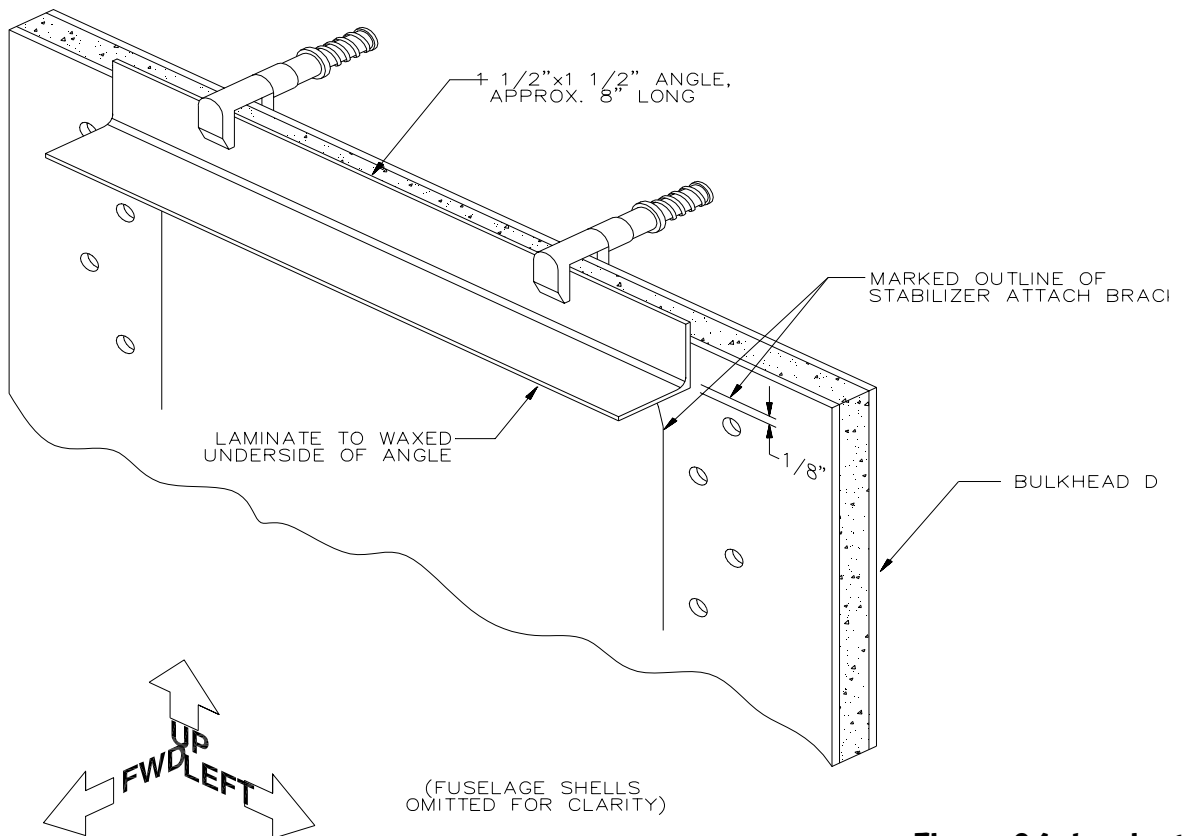 1 1/2"x1 1/2" ANGLE,
APPROX. 8" LONG
MARKED OUTLINE OF
STABILIZER ATTACH
LAMINATE TO WAXED
UNDERSIDE OF ANGLE
1/8"
BULKHEAD D
UP
FWD
LEFT
(FUSELAGE SHELLS
OMITTED FOR CLARITY)